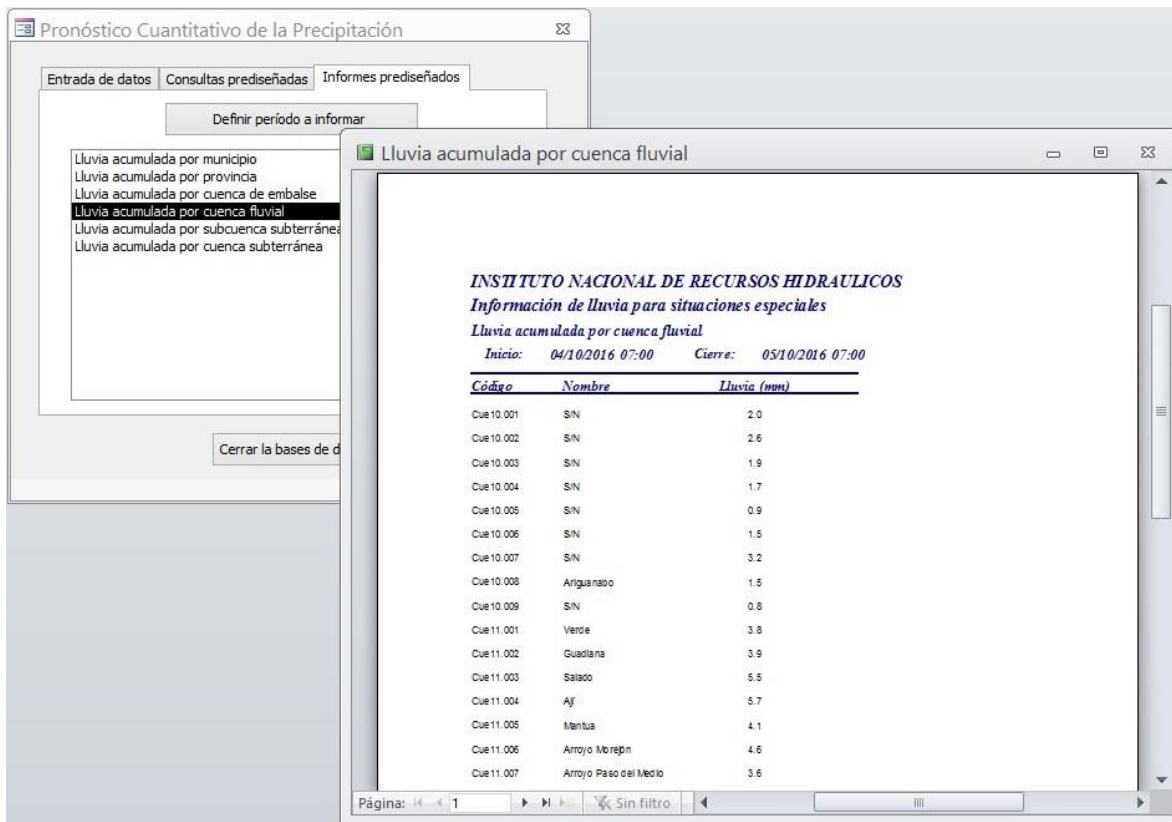 Pronóstico Cuantitativo de la Precipitación
Entrada de datos Consultas prediseñadas Informes prediseñados
Definir período a informar
Lluvia acumulada por municipio
Lluvia acumulada por provincia
Lluvia acumulada por cuenca de embalse
Lluvia acumulada por cuenca fluvial
Lluvia acumulada por subcuenca subterránea
Lluvia acumulada por cuenca subterránea
Cerrar la bases de d
Lluvia acumulada por cuenca fluvial
INSTITUTO NACIONAL DE RECURSOS HIDRAULICOS
Información de lluvia para situaciones especiales
Lluvia acumulada por cuenca fluvial
Inicio: 04/10/2016 07:00 Cierre: 05/10/2016 07:00
Código Nombre Lluvia (mm)
Cue10.001 S/N 2.0
Cue10.002 S/N 2.6
Cue10.003 S/N 1.9
Cue10.004 S/N 1.7
Cue10.005 S/N 0.9
Cue10.006 S/N 1.5
Cue10.007 S/N 3.2
Cue10.008 Ariguanabo 1.5
Cue10.009 S/N 0.8
Cue11.001 Verde 3.8
Cue11.002 Guadiana 3.9
Cue11.003 Salado 5.5
Cue11.004 Ají 5.7
Cue11.005 Mantua 4.1
Cue11.006 Arroyo Morejón 4.6
Cue11.007 Arroyo Paso del Medio 3.6
Página: 1 Sin filtro